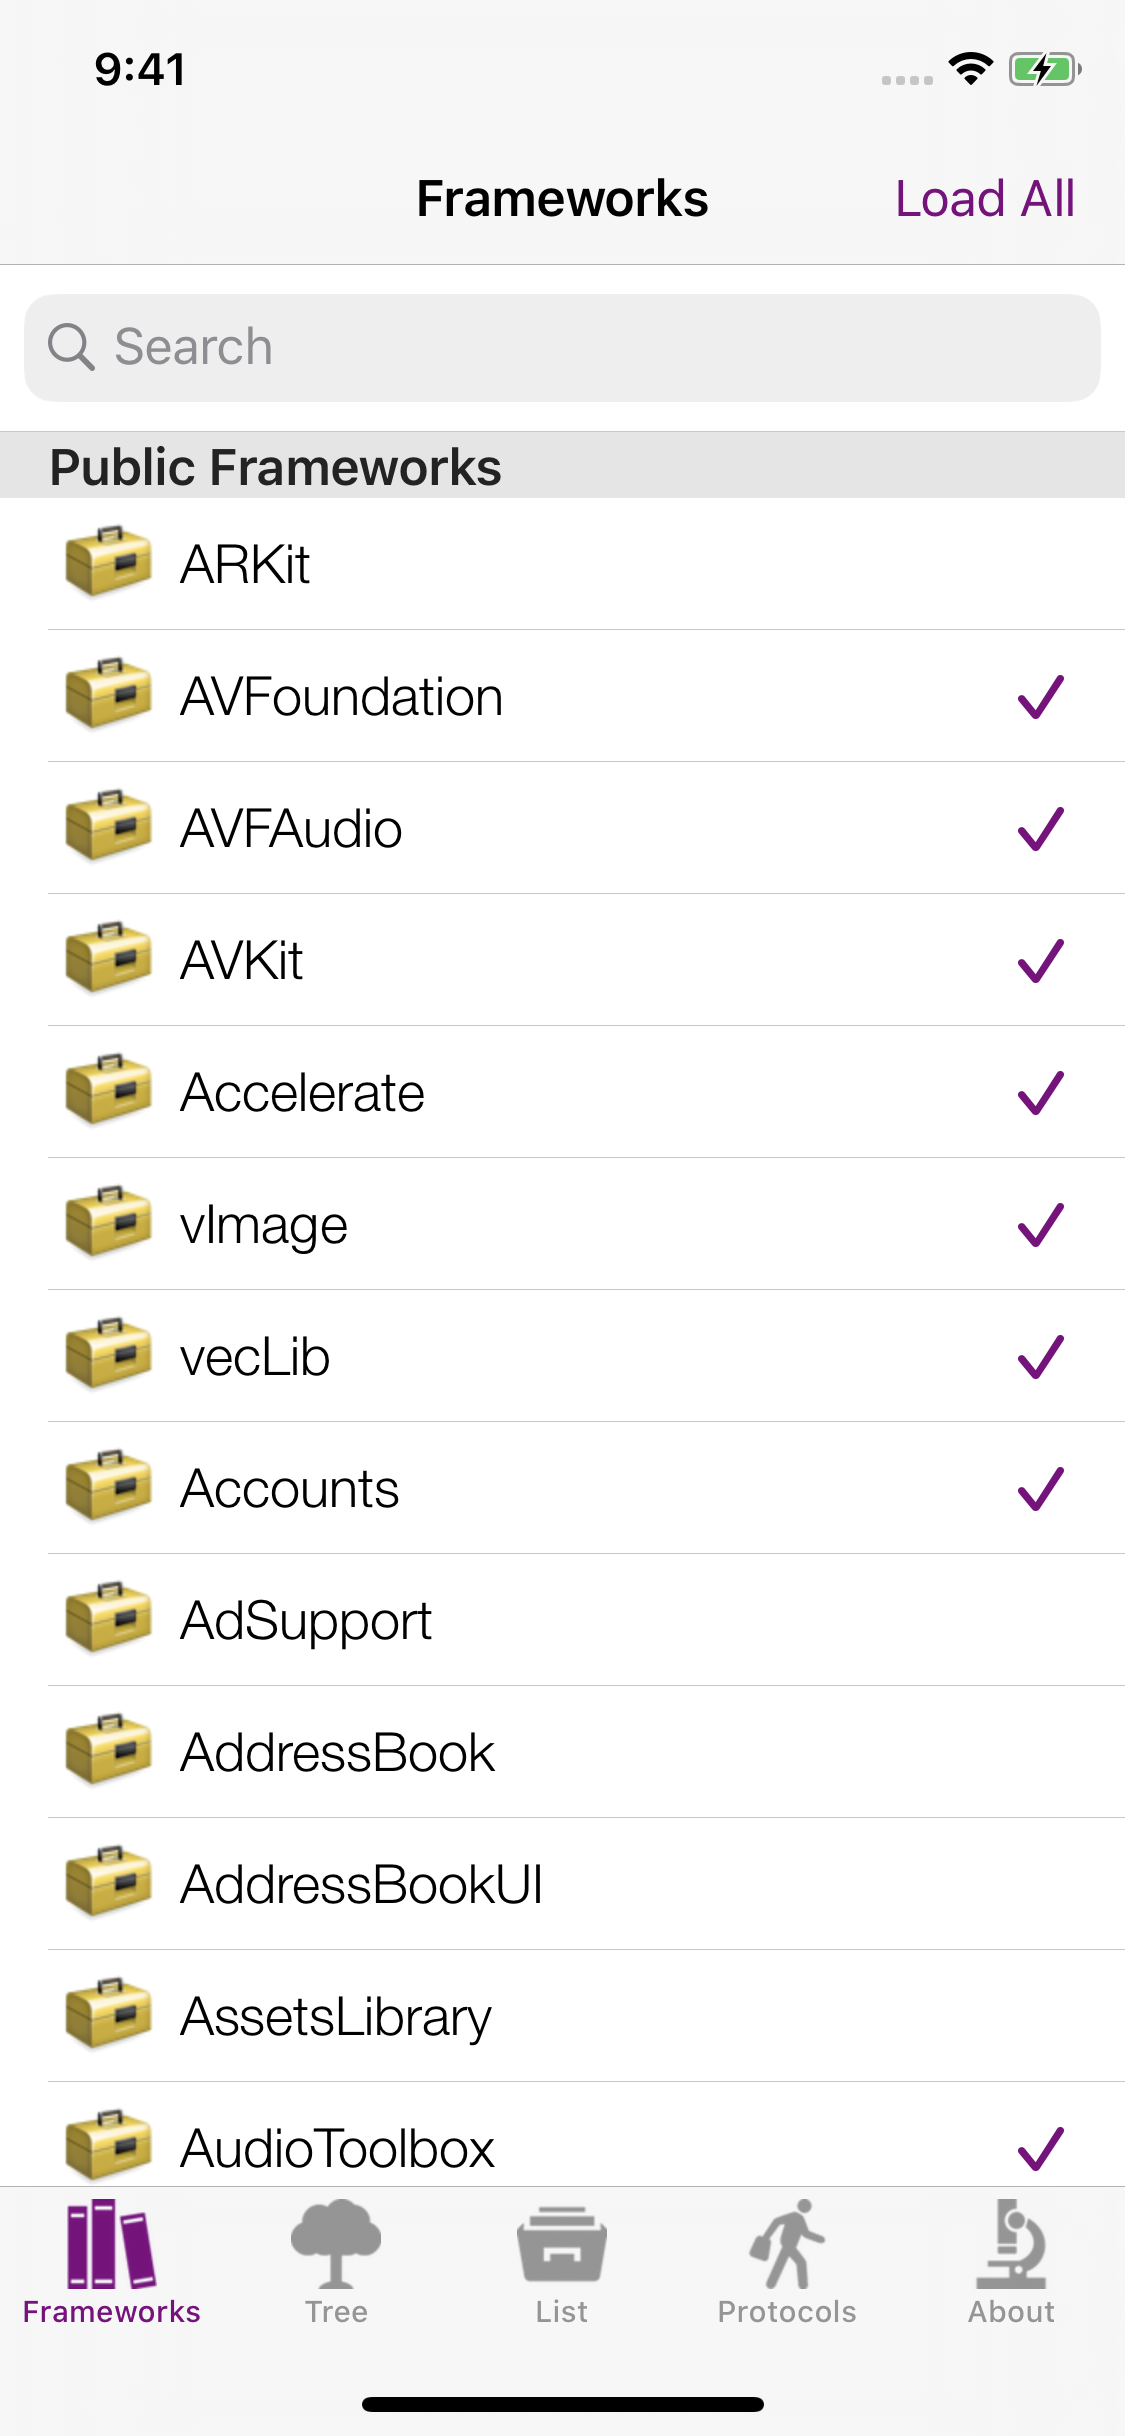 9:41
Frameworks
Load All
Search
Public Frameworks
ARKit
AVFoundation
AVFAudio
AVKit
Accelerate
vImage
vecLib
Accounts
AdSupport
AddressBook
AddressBookUI
AssetsLibrary
AudioToolbox
Frameworks
Tree
List
Protocols
About